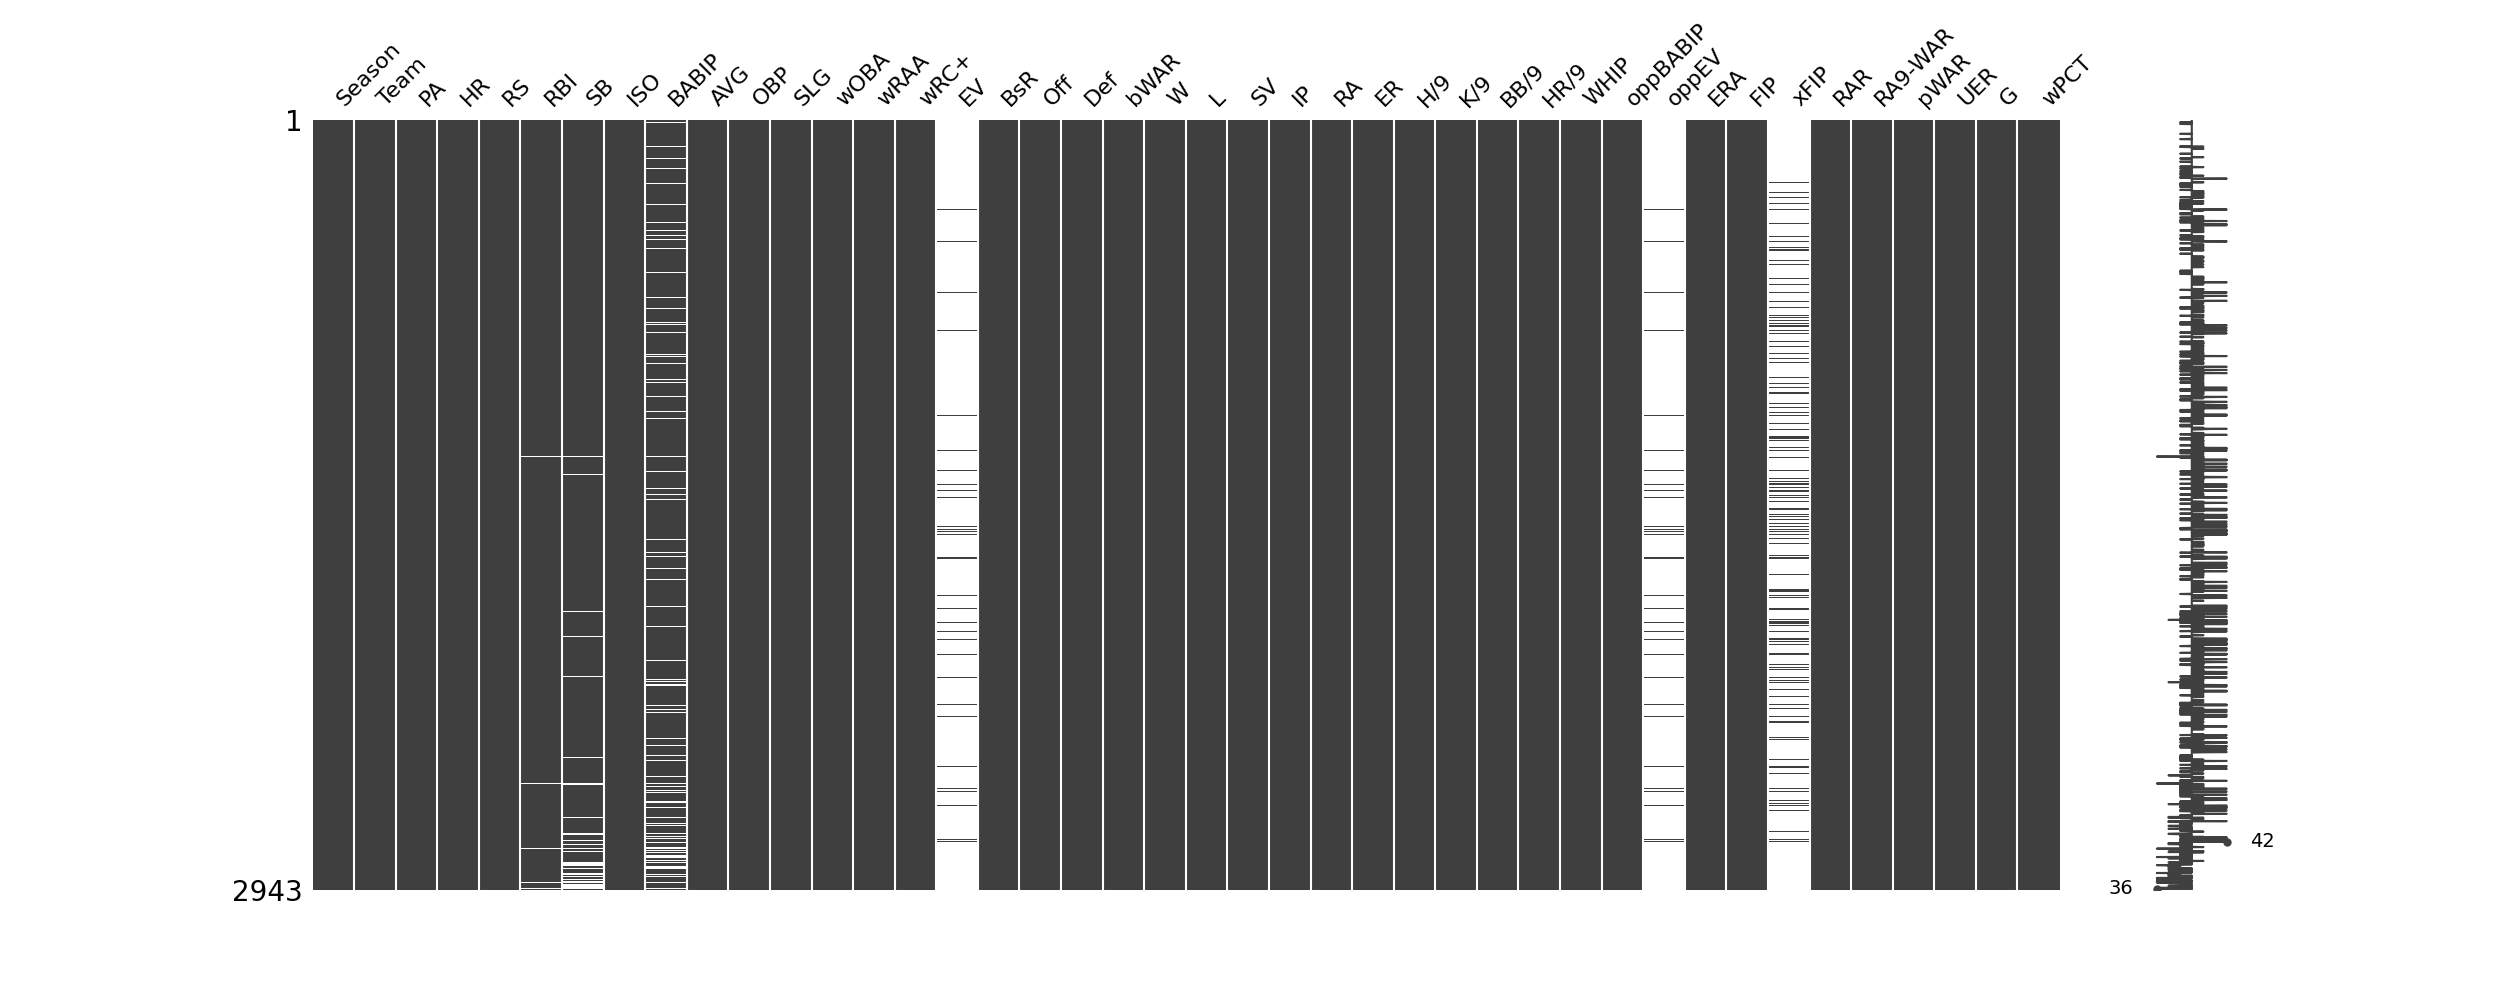 Season
Team
PA
HR
RS
RBI
SB
ISO
BABIP
AVG
OBP
SLG
wOBA
wRAA
wRC+
EV
BsR
Off
Def
bWAR
W
L
SV
IP
RA
ER
H/9
K/9
BB/9
HR/9
WHIP
oppBABIP
oppEV
ERA
FIP
xFIP
RAR
RA9-WAR
pWAR
UER
G
wPCT
1
42
36
2943